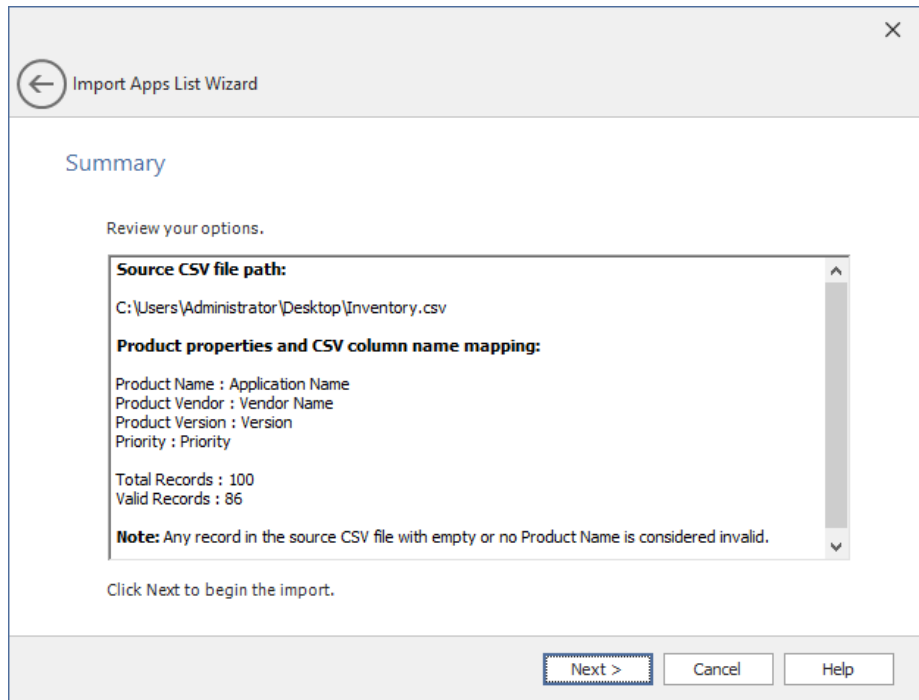 Import Apps List Wizard
Summary
Review your options.
Source CSV file path:
C:\Users\Administrator\Desktop\Inventory.csv
Product properties and CSV column name mapping:
Product Name : Application Name
Product Vendor : Vendor Name
Product Version : Version
Priority : Priority
Total Records : 100
Valid Records : 86
Note: Any record in the source CSV file with empty or no Product Name is considered invalid.
Click Next to begin the import.
Next >
Cancel
Help